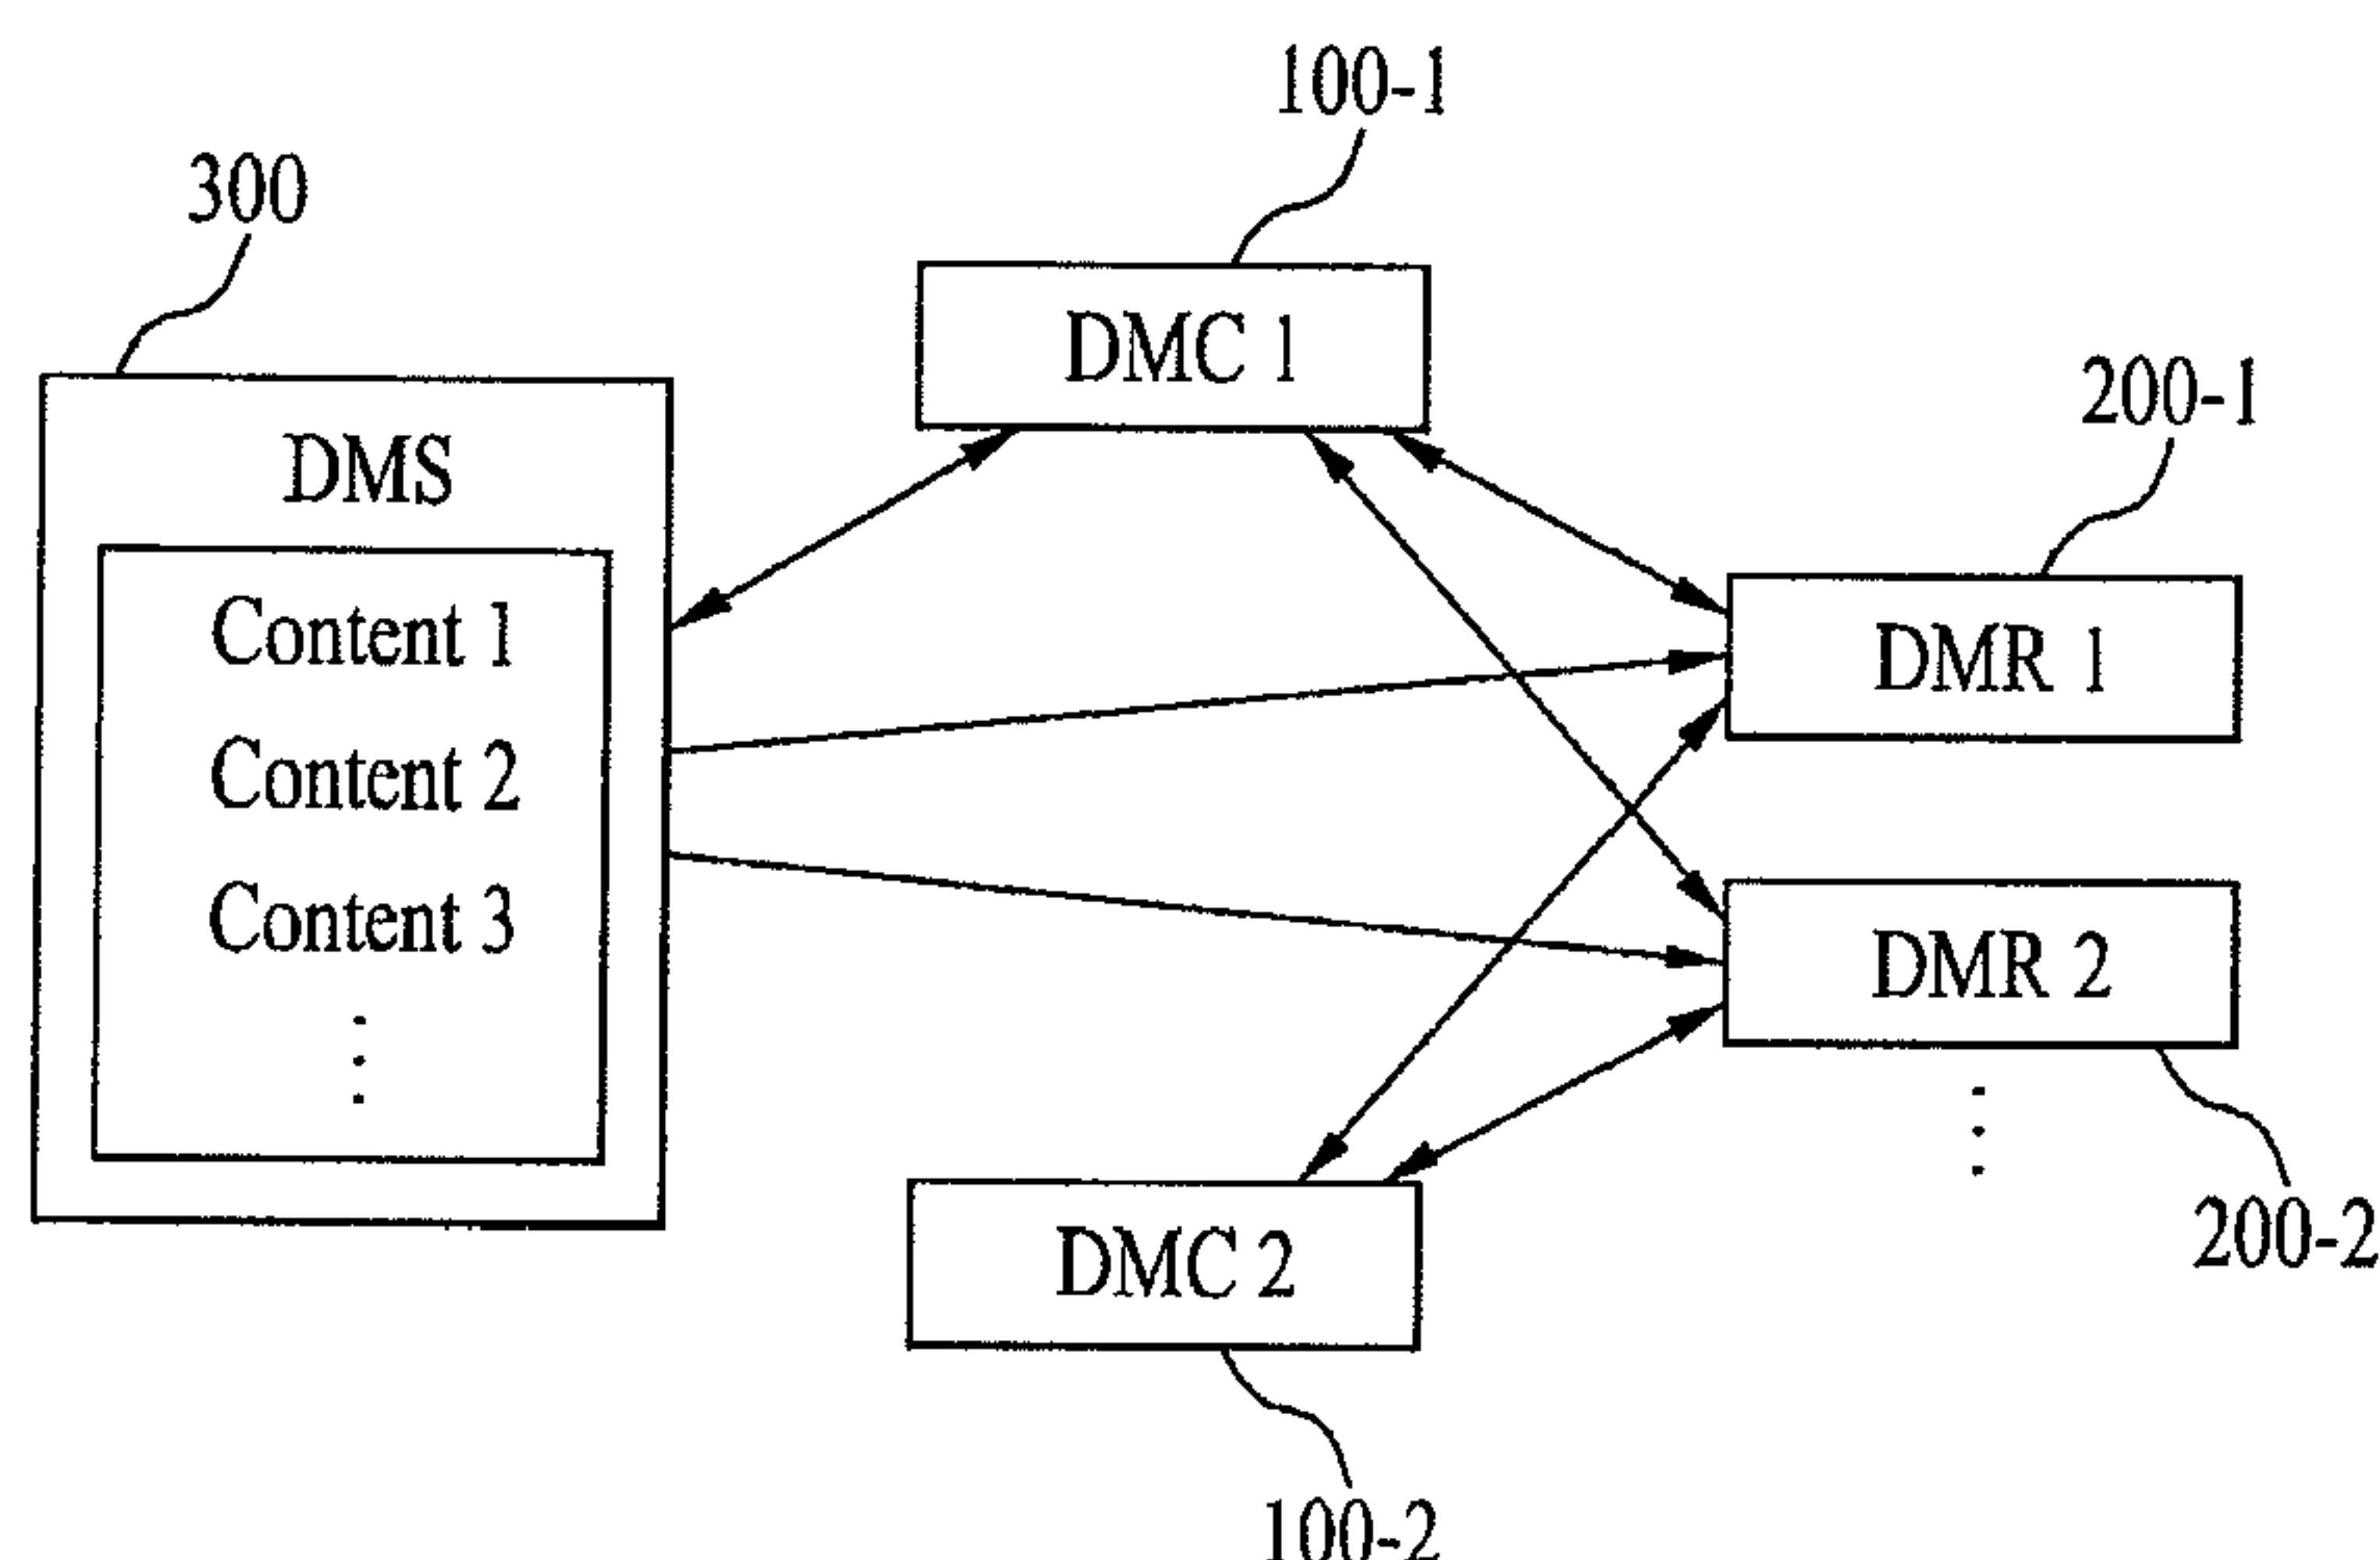 100-1
300
DMC 1
200-1
DMS
Content 1
DMR 1
Content 2
Content 3
DMR 2
200-2
DMC 2
100-2